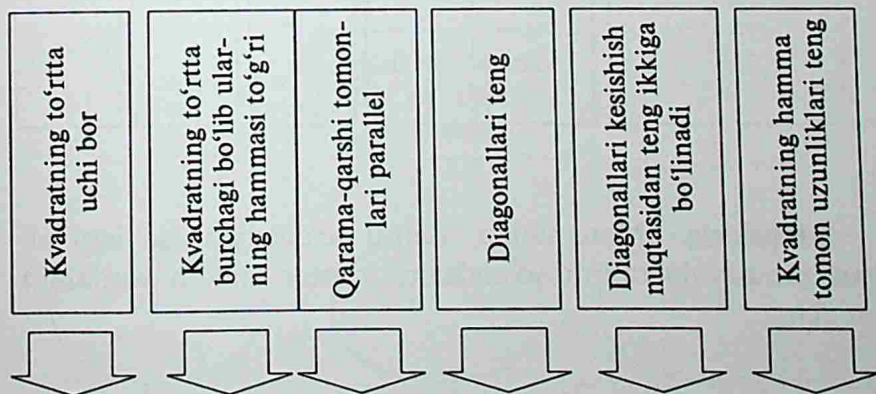 Kvadratning to‘rtta
uchi bor
Kvadratning to‘rtta
burchagi bo‘lib ular-
ning hammasi to‘g‘ri
Qarama-qarshi tomon-
lari parallel
Diagonallari teng
Diagonallari kesishish
nuqtasidan teng ikkiga
bo‘linadi
Kvadratning hamma
tomon uzunliklari teng